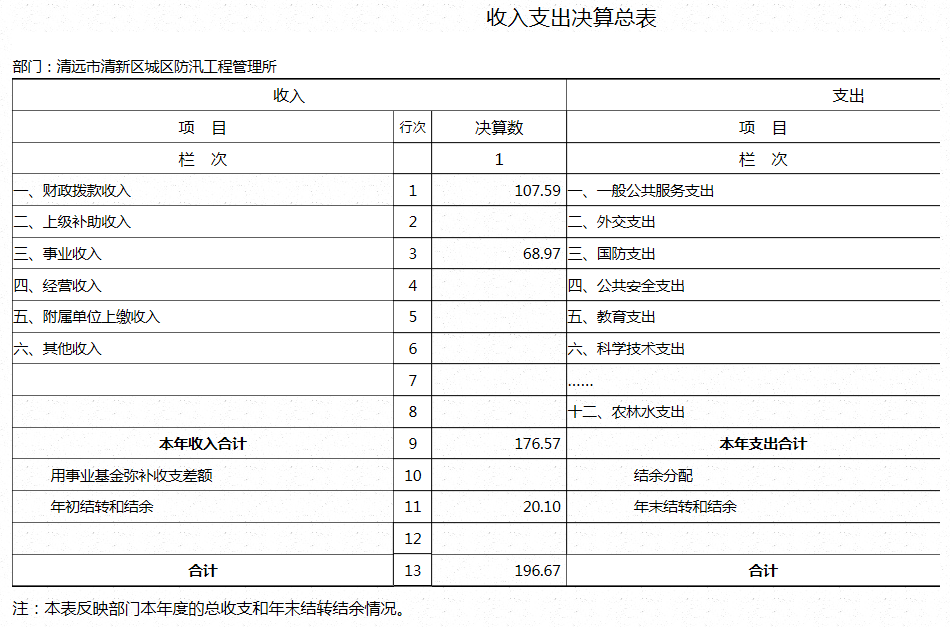 收入支出决算总表
部门：清远市清新区城区防汛工程管理所
收入 支出
项 目 行次 决算数 项 目
栏 次 1 栏 次
一、财政拨款收入 1 107.59 一、一般公共服务支出
二、上级补助收入 2 二、外交支出
三、事业收入 3 68.97 三、国防支出
四、经营收入 4 四、公共安全支出
五、附属单位上缴收入 5 五、教育支出
六、其他收入 6 六、科学技术支出
7 ……
8 十二、农林水支出
本年收入合计 9 176.57 本年支出合计
用事业基金弥补收支差额 10 结余分配
年初结转和结余 11 20.10 年末结转和结余
12
合计 13 196.67 合计
注：本表反映部门本年度的总收支和年末结转结余情况。